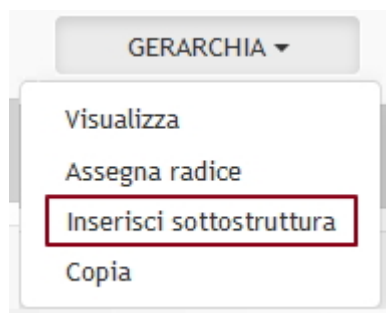 GERARCHIA
Visualizza
Assegna radice
Inserisci sottostruttura
Copia